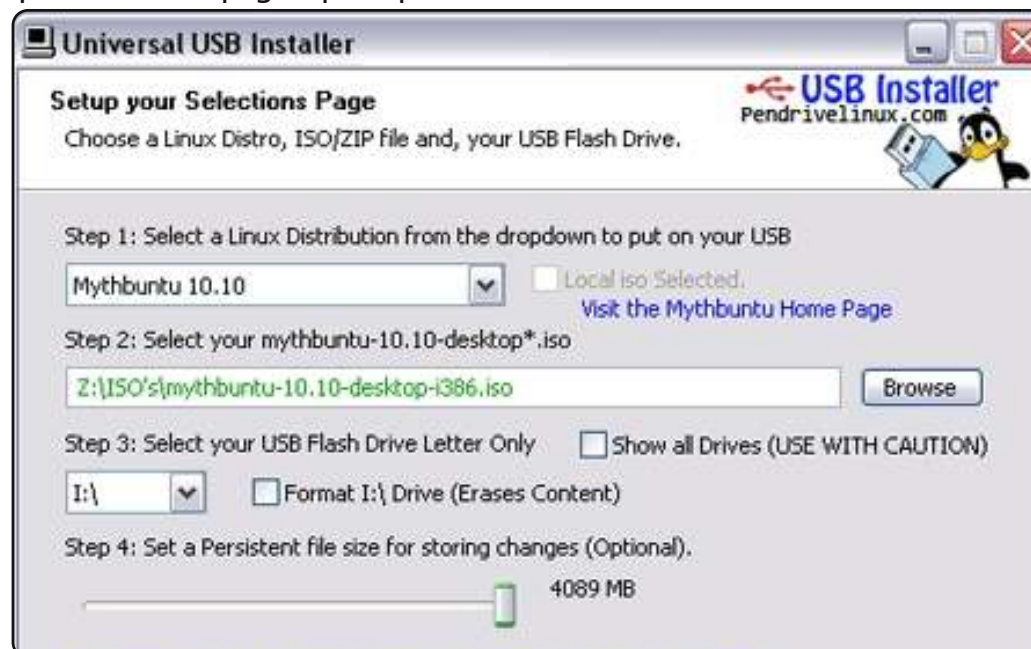 Universal USB Installer
Setup your Selections Page
Choose a Linux Distro, ISO/ZIP file and, your USB Flash Drive.
USB Installer
Pendrivelinux.com
Step 1: Select a Linux Distribution from the dropdown to put on your USB
Mythbuntu 10.10
Local iso Selected.
Visit the Mythbuntu Home Page
Step 2: Select your mythbuntu-10.10-desktop*.iso
Z:\ISO's\mythbuntu-10.10-desktop-i386.iso
Browse
Step 3: Select your USB Flash Drive Letter Only
Show all Drives (USE WITH CAUTION)
I:\
Format I:\ Drive (Erases Content)
Step 4: Set a Persistent file size for storing changes (Optional).
4089 MB